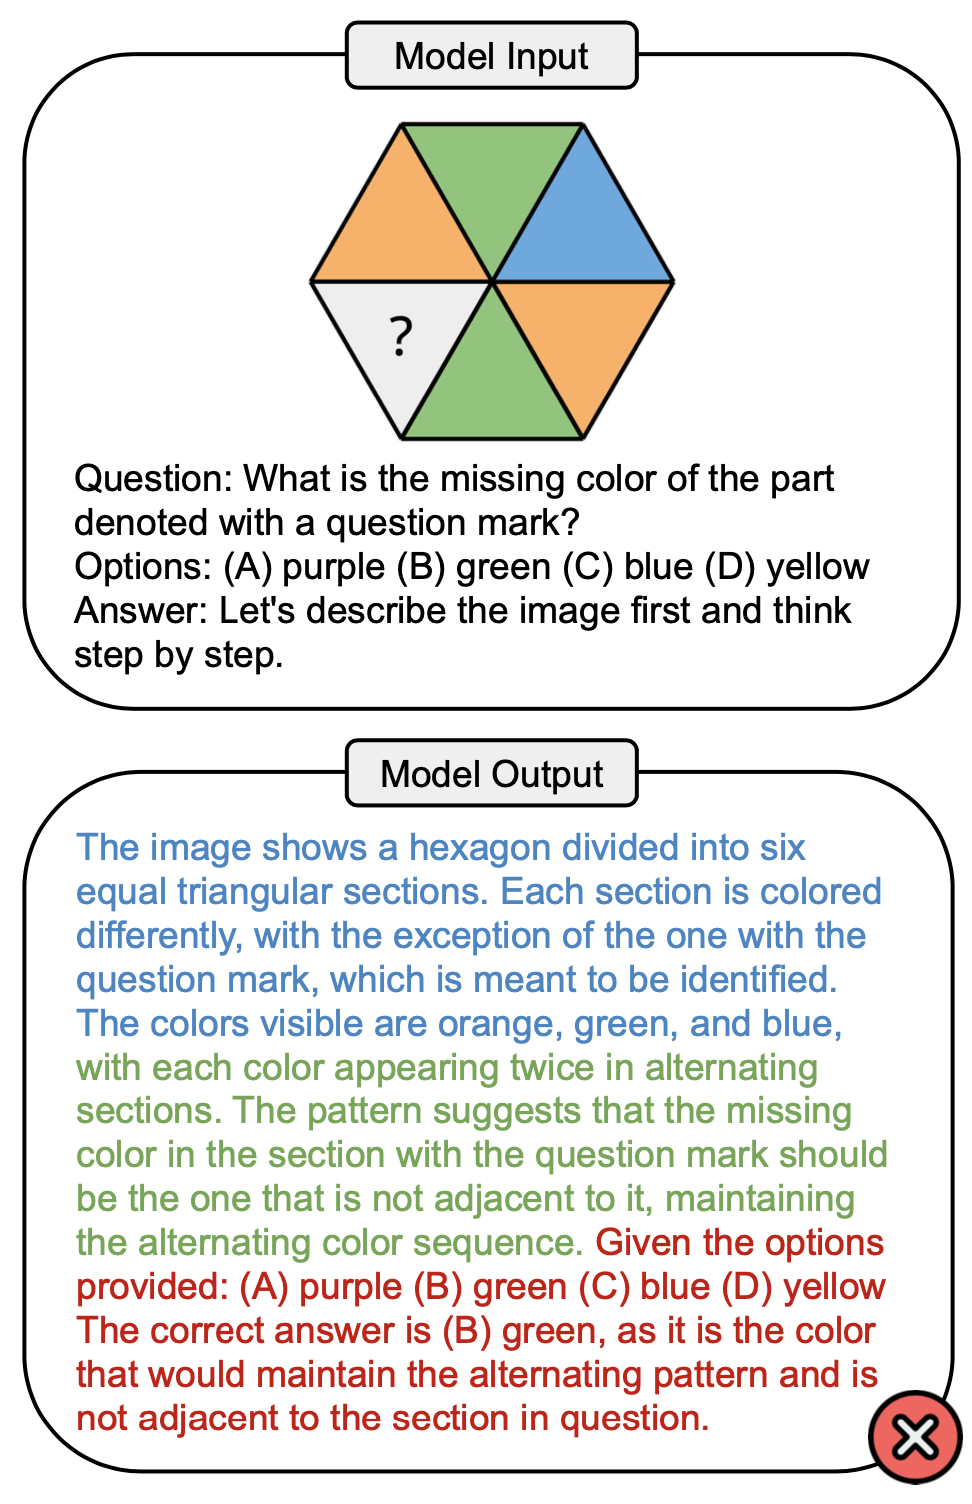 Model Input
?
Question: What is the missing color of the part
denoted with a question mark?
Options: (A) purple (B) green (C) blue (D) yellow
Answer: Let's describe the image first and think
step by step.
Model Output
The image shows a hexagon divided into six
equal triangular sections. Each section is colored
differently, with the exception of the one with the
question mark, which is meant to be identified.
The colors visible are orange, green, and blue,
with each color appearing twice in alternating
sections. The pattern suggests that the missing
color in the section with the question mark should
be the one that is not adjacent to it, maintaining
the alternating color sequence. Given the options
provided: (A) purple (B) green (C) blue (D) yellow
The correct answer is (B) green, as it is the color
that would maintain the alternating pattern and is
not adjacent to the section in question.